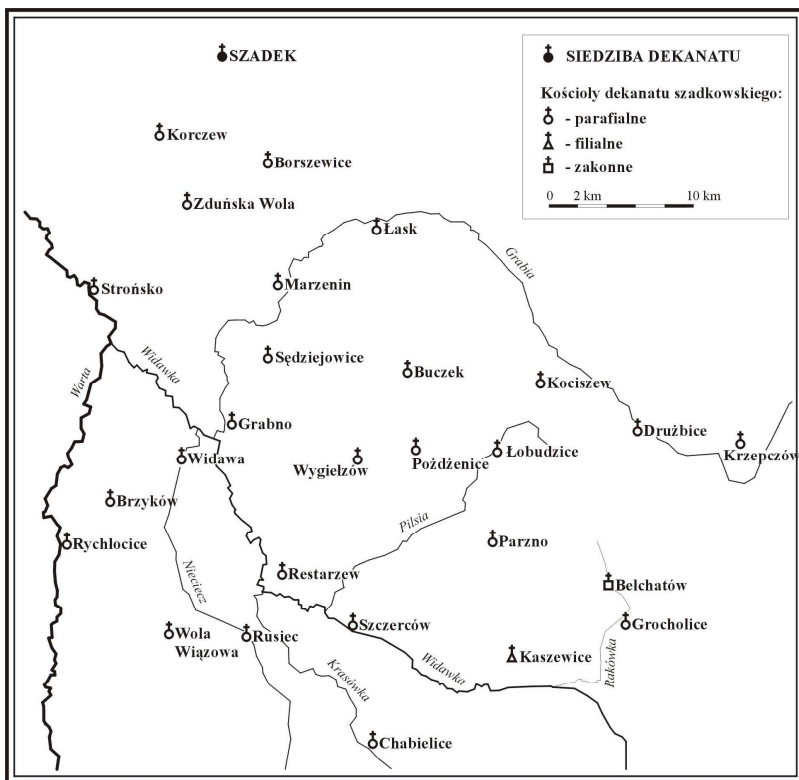 SZADEK
SIEDZIBA DEKANATU
Kościoły dekanatu szadkowskiego:
- parafialne
- filialne
- zakonne
0 2 km 10 km
Korczew
Borszewice
Zduńska Wola
Łask
Grabia
Strońsko
Marzenin
Widawka
Sędziejowice
Buczek
Kociszew
Warta
Grabno
Drużbice
Krzepczów
Widawa
Wygiełzów
Pożdżenice
Łobudzice
Brzyków
Pilsia
Rychłocice
Parzno
Nieciecz
Restarzew
Bełchatów
Szczerców
Grocholice
Wola
Wiązowa
Rusiec
Kaszewice
Widawka
Rakówka
Krasówka
Chabielice